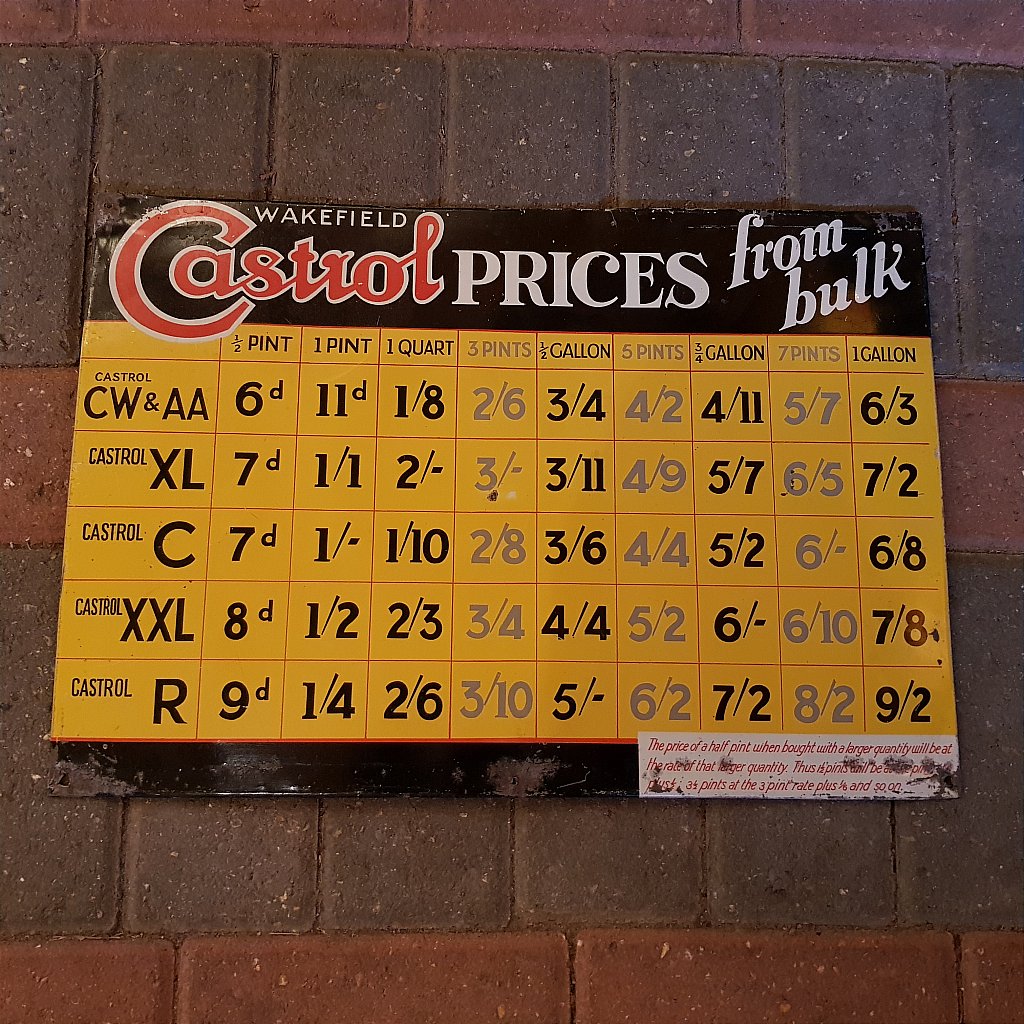 WAKEFIELD
Castrol PRICES from bulk
½ PINT 1 PINT 1 QUART 3 PINTS ½ GALLON 5 PINTS ¾ GALLON 7 PINTS 1 GALLON
CASTROL CW & AA 6d 11d 1/8 2/6 3/4 4/2 4/11 5/7 6/3
CASTROL XL 7d 1/1 2/- 3/- 3/11 4/9 5/7 6/5 7/2
CASTROL C 7d 1/- 1/10 2/8 3/6 4/4 5/2 6/- 6/8
CASTROL XXL 8d 1/2 2/3 3/4 4/4 5/2 6/- 6/10 7/8
CASTROL R 9d 1/4 2/6 3/10 5/- 6/2 7/2 8/2 9/2
The price of a half pint when bought with a larger quantity will be at
the rate of that larger quantity. Thus 1½ pints will be at
plus 3½ pints at the 3 pint rate plus and so on.